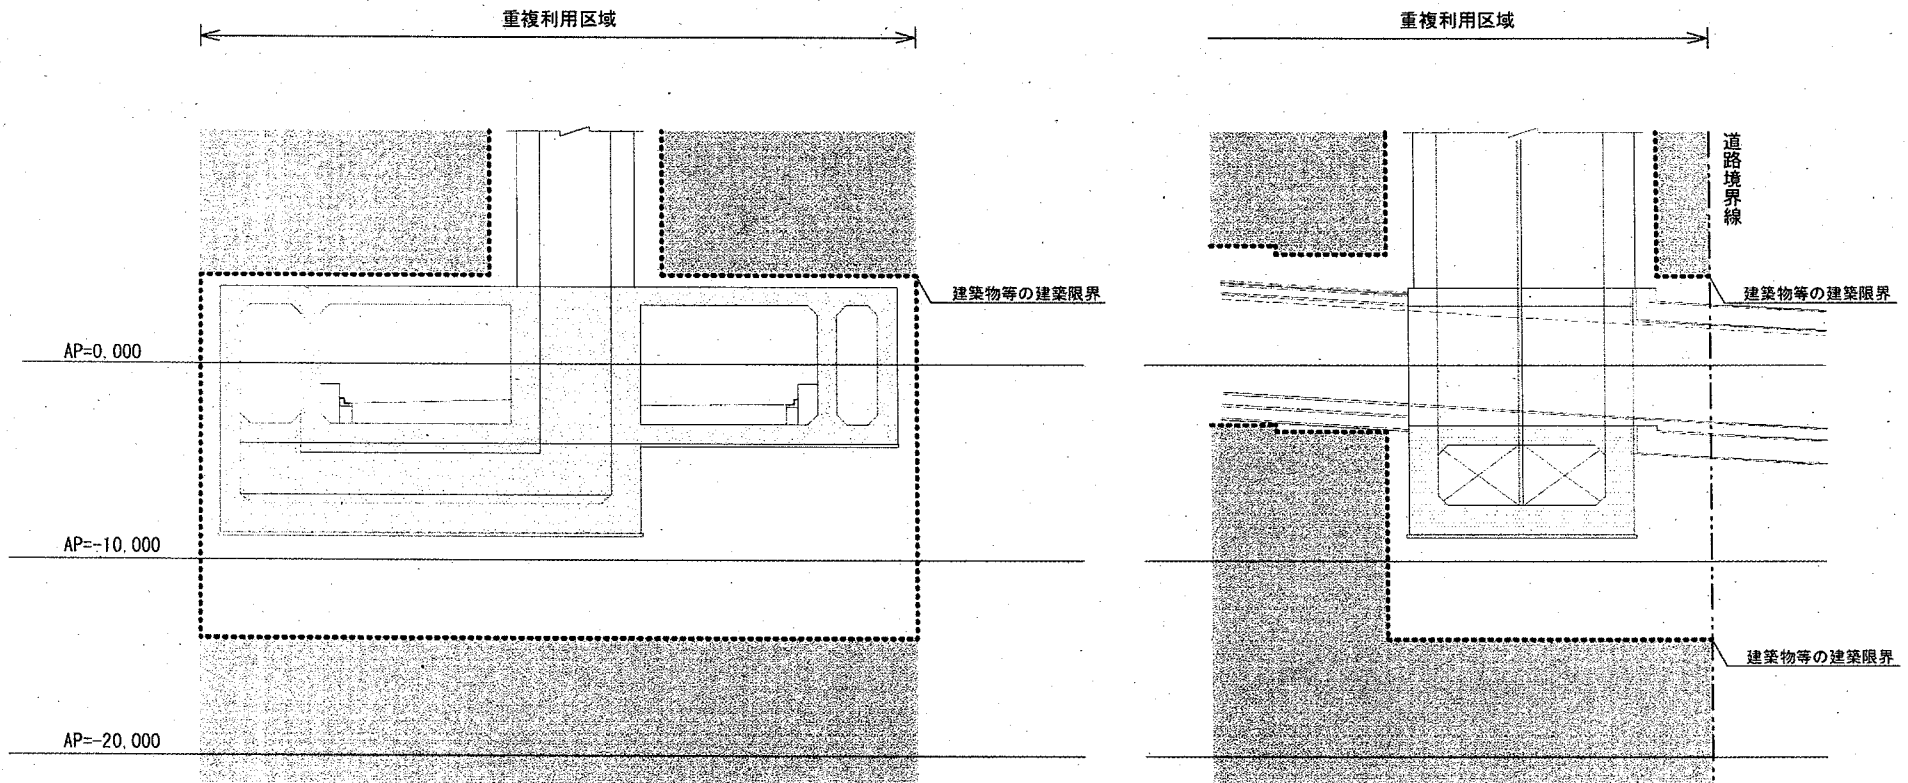 重複利用区域
重複利用区域
道路境界線
建築物等の建築限界
建築物等の建築限界
AP=0,000
AP=-10,000
建築物等の建築限界
AP=-20,000